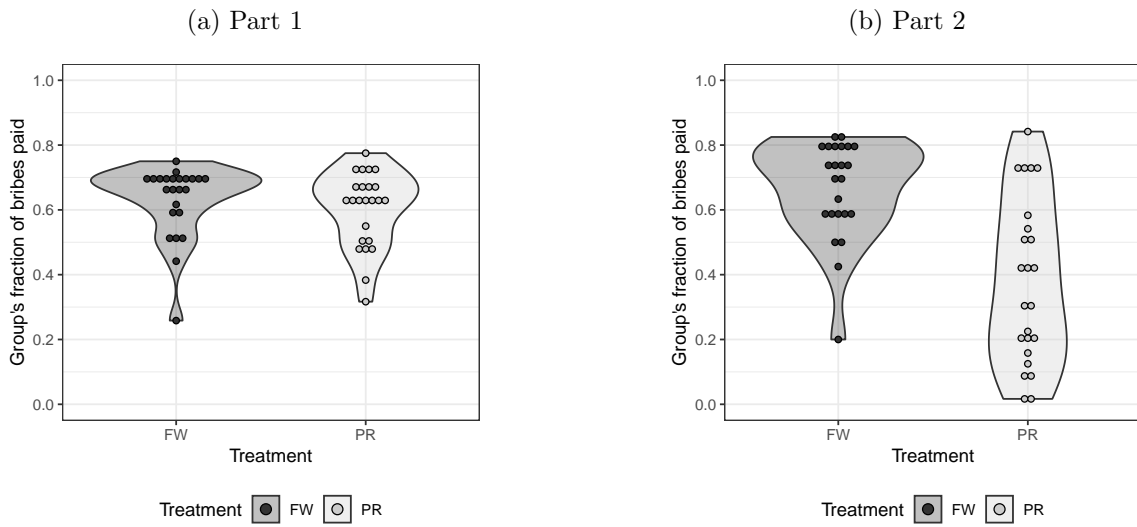 (a) Part 1
Group's fraction of bribes paid
1.0
0.8
0.6
0.4
0.2
0.0
FW PR
Treatment
Treatment FW PR
(b) Part 2
Group's fraction of bribes paid
1.0
0.8
0.6
0.4
0.2
0.0
FW PR
Treatment
Treatment FW PR